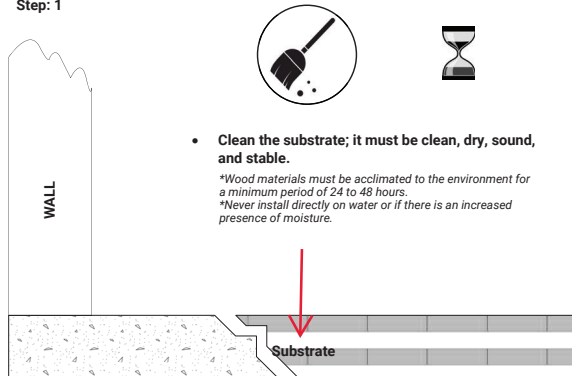 Step: 1
• Clean the substrate; it must be clean, dry, sound,
and stable.
*Wood materials must be acclimated to the environment for
a minimum period of 24 to 48 hours.
*Never install directly on water or if there is an increased
presence of moisture.
WALL
Substrate